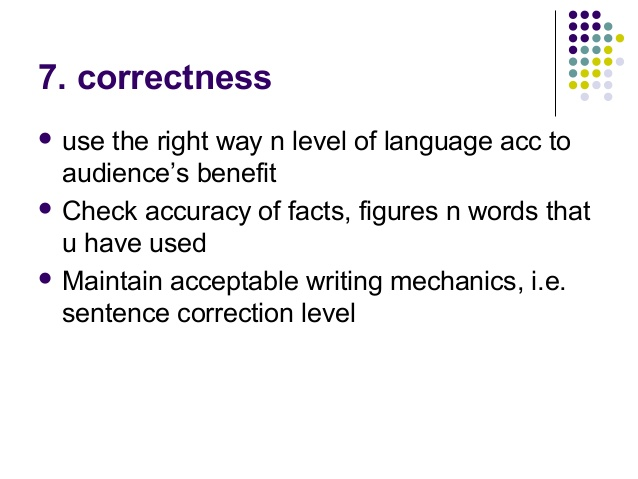 7. correctness
use the right way n level of language acc to
audience’s benefit
Check accuracy of facts, figures n words that
u have used
Maintain acceptable writing mechanics, i.e.
sentence correction level